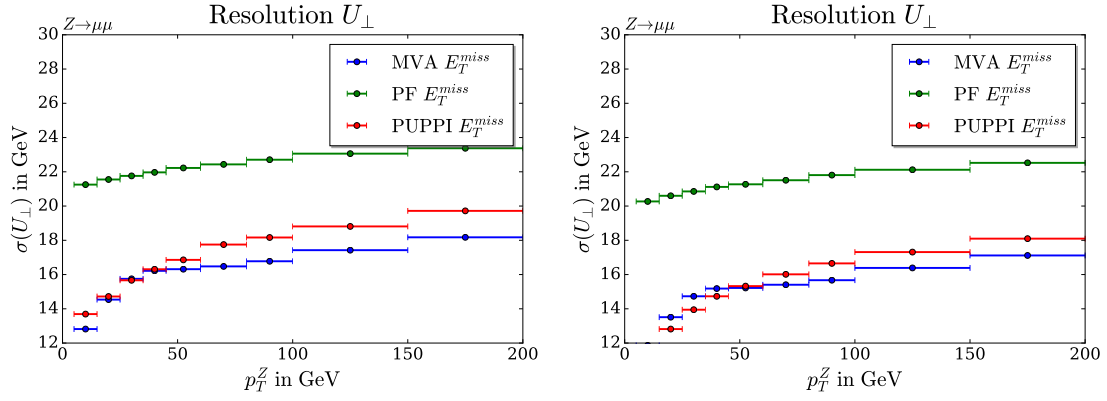 Resolution U⊥
Z→μμ
30
28
26
24
22
20
18
16
14
12
σ(U⊥) in GeV
MVA E_T^miss
PF E_T^miss
PUPPI E_T^miss
0 50 100 150 200
p_T^Z in GeV
Resolution U⊥
Z→μμ
30
28
26
24
22
20
18
16
14
12
σ(U⊥) in GeV
MVA E_T^miss
PF E_T^miss
PUPPI E_T^miss
0 50 100 150 200
p_T^Z in GeV